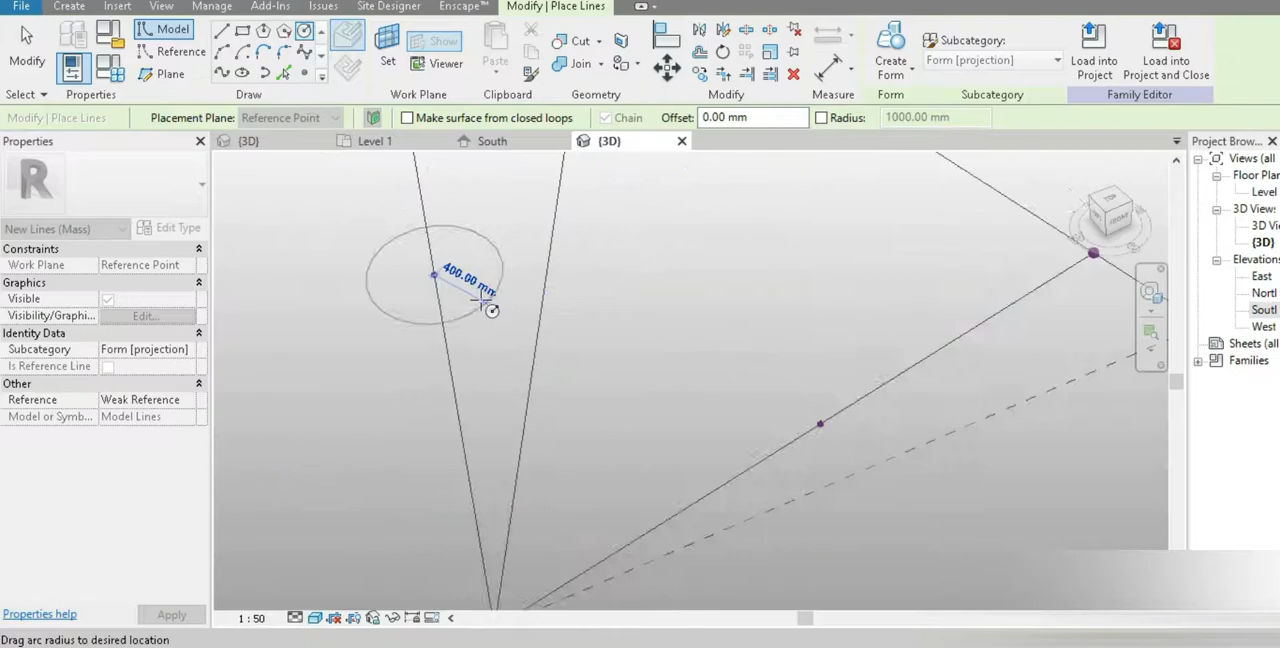 File Create Insert View Manage Add-Ins Issues Site Designer Enscape™ Modify | Place Lines
Modify
Select
Properties
Model
Reference
Plane
Draw
Set
Show
Viewer
Work Plane
Paste
Clipboard
Cut
Join
Geometry
Modify
Measure
Create
Form
Form
Subcategory:
Form [projection]
Subcategory
Load into
Project
Load into
Project and Close
Family Editor
Modify | Place Lines
Placement Plane: Reference Point
Make surface from closed loops
Chain
Offset: 0.00 mm
Radius: 1000.00 mm
Properties
{3D}
Level 1
South
{3D}
R
New Lines (Mass)
Edit Type
Constraints
Work Plane Reference Point
Graphics
Visible
Visibility/Graphi... Edit...
Identity Data
Subcategory Form [projection]
Is Reference Line
Other
Reference Weak Reference
Model or Symb... Model Lines
Properties help
Apply
400.00 mm
TOP
FRONT
Project Brow...
Views (all
Floor Plan
Level
3D Views
3D Vi
{3D}
Elevations
East
North
South
West
Sheets (all
Families
1 : 50
Drag arc radius to desired location